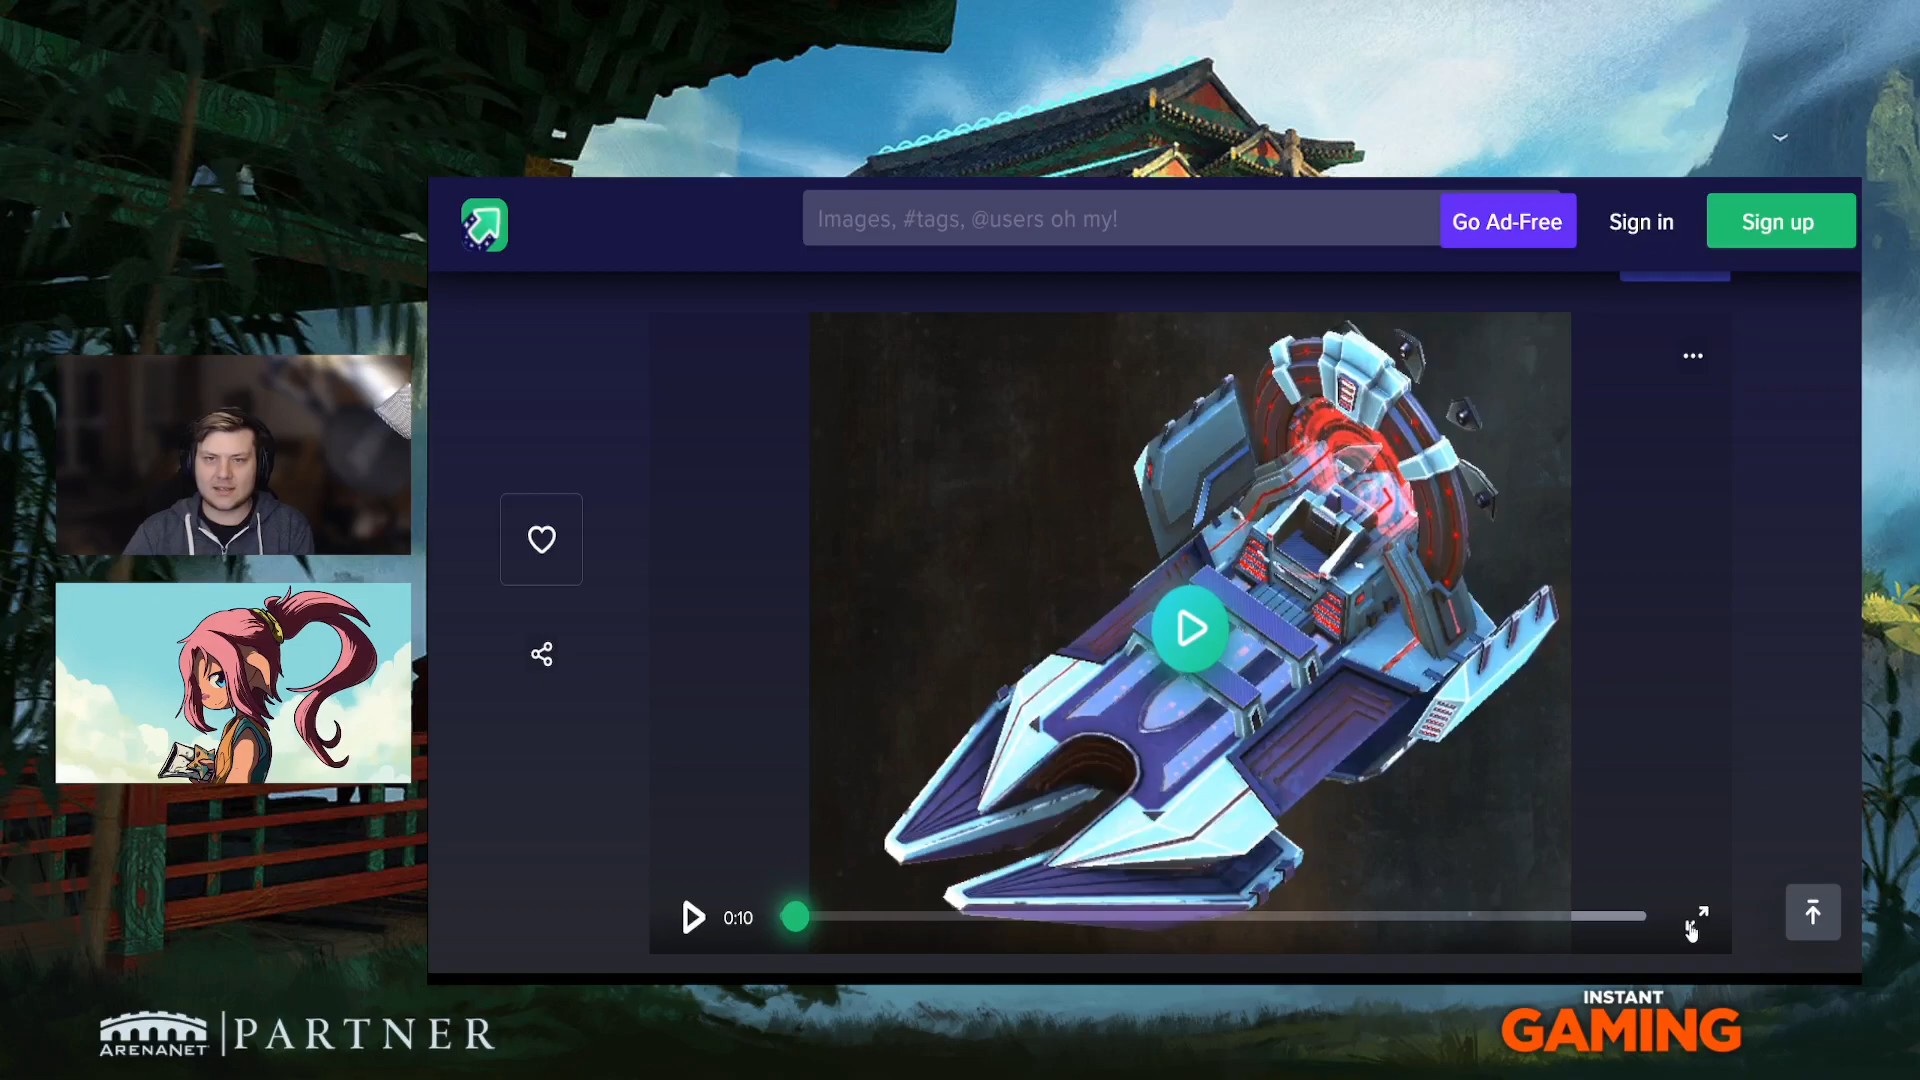 Images, #tags, @users oh my!
Go Ad-Free
Sign in
Sign up
0:10
ARENANET
PARTNER
INSTANT
GAMING